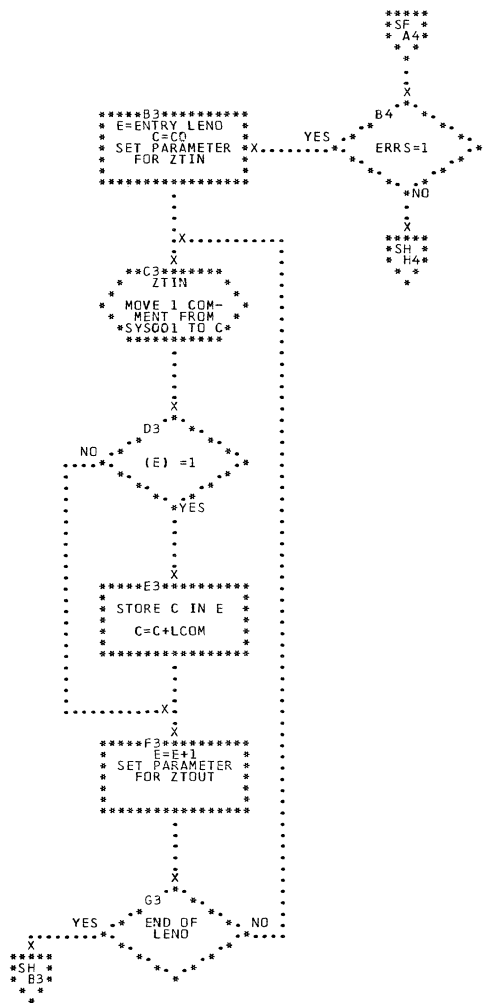 SF
A4
B3
E=ENTRY LENO
C=CO
SET PARAMETER
FOR ZTIN
B4
YES
ERRS=1
NO
SH
H4
C3
ZTIN
MOVE 1 COM-
MENT FROM
SYS001 TO C
D3
NO
(E) =1
YES
E3
STORE C IN E
C=C+LCOM
F3
E=E+1
SET PARAMETER
FOR ZTOUT
G3
YES
END OF
LENO
NO
SH
B3